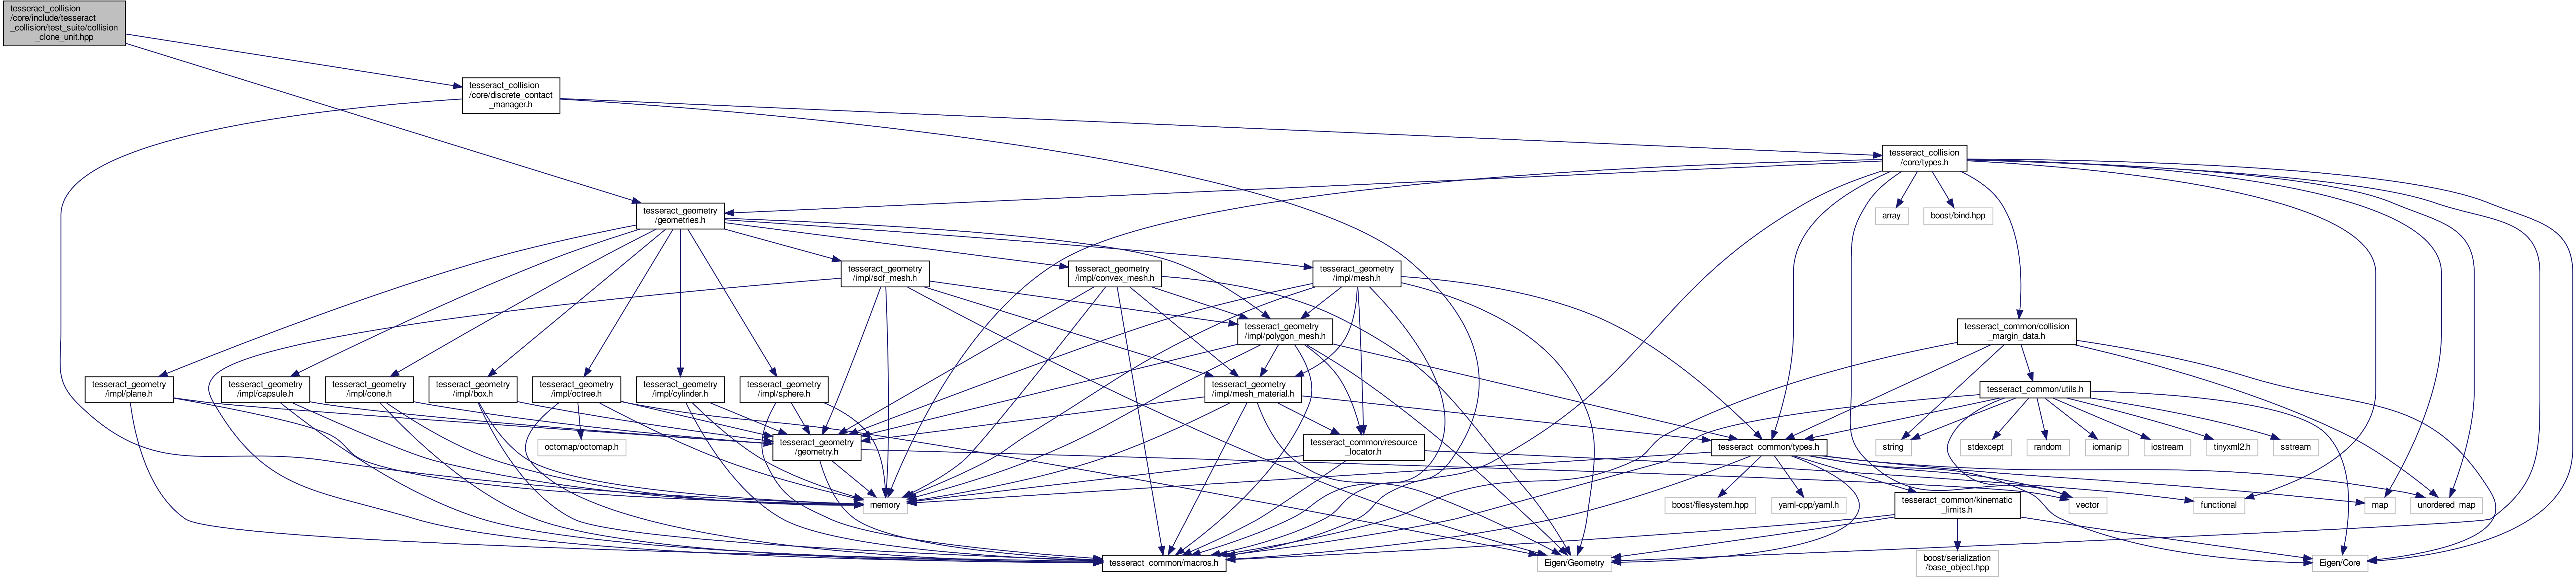 tesseract_collision
/core/include/tesseract
_collision/test_suite/collision
_clone_unit.hpp
tesseract_collision
/core/discrete_contact
_manager.h
tesseract_collision
/core/types.h
tesseract_geometry
/geometries.h
array
boost/bind.hpp
tesseract_geometry
/impl/sdf_mesh.h
tesseract_geometry
/impl/convex_mesh.h
tesseract_geometry
/impl/mesh.h
tesseract_geometry
/impl/polygon_mesh.h
tesseract_common/collision
_margin_data.h
tesseract_geometry
/impl/plane.h
tesseract_geometry
/impl/capsule.h
tesseract_geometry
/impl/cone.h
tesseract_geometry
/impl/box.h
tesseract_geometry
/impl/octree.h
tesseract_geometry
/impl/cylinder.h
tesseract_geometry
/impl/sphere.h
tesseract_geometry
/impl/mesh_material.h
tesseract_common/utils.h
octomap/octomap.h
tesseract_geometry
/geometry.h
tesseract_common/resource
_locator.h
tesseract_common/types.h
string
stdexcept
random
iomanip
iostream
tinyxml2.h
sstream
memory
boost/filesystem.hpp
yaml-cpp/yaml.h
tesseract_common/kinematic
_limits.h
vector
functional
map
unordered_map
tesseract_common/macros.h
Eigen/Geometry
boost/serialization
/base_object.hpp
Eigen/Core